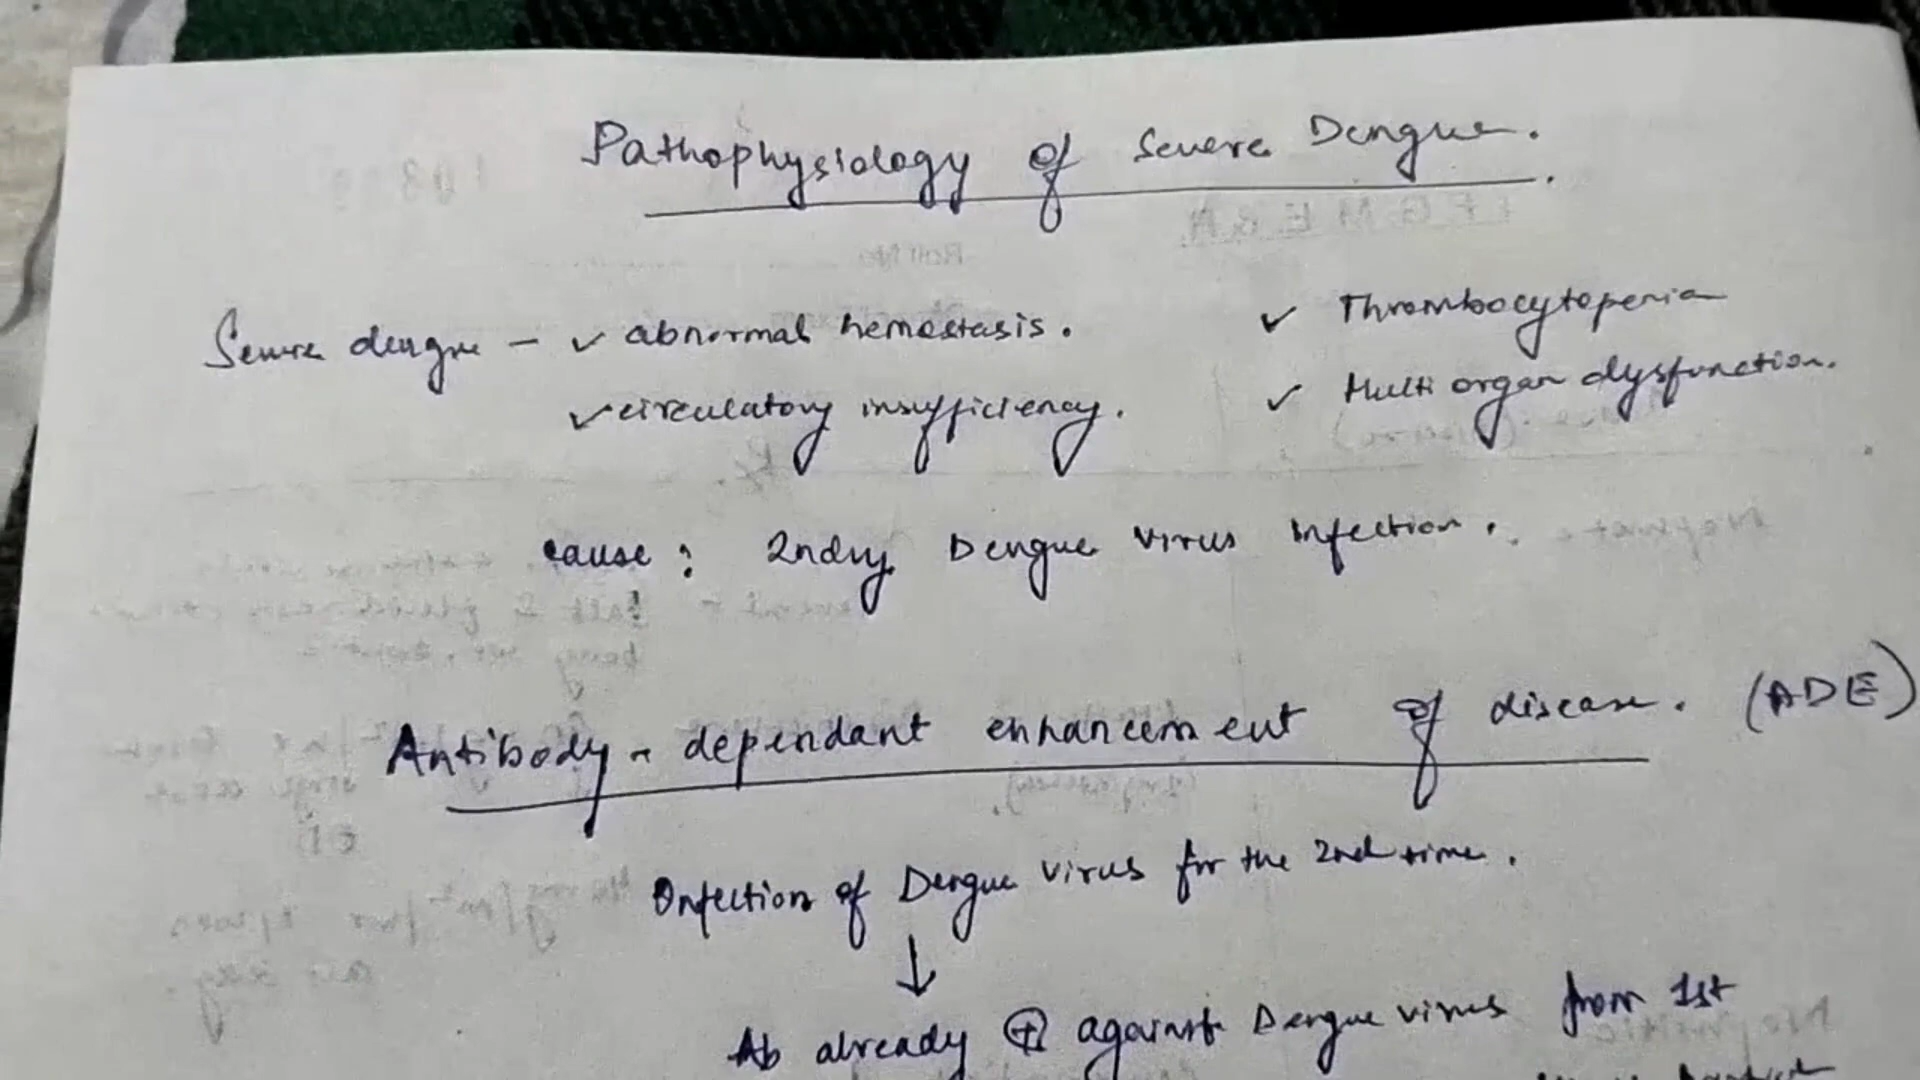 Pathophysiology of Severe Dengue.
Severe dengue - ✓ abnormal hemostasis. ✓ Thrombocytopenia
✓ circulatory insufficiency. ✓ Multi organ dysfunction.
cause: 2ndry Dengue Virus Infection.
Antibody - dependant enhancement of disease. (ADE)
Infection of Dengue Virus for the 2nd time.
↓
Ab already ⊕ against Dengue virus from 1st